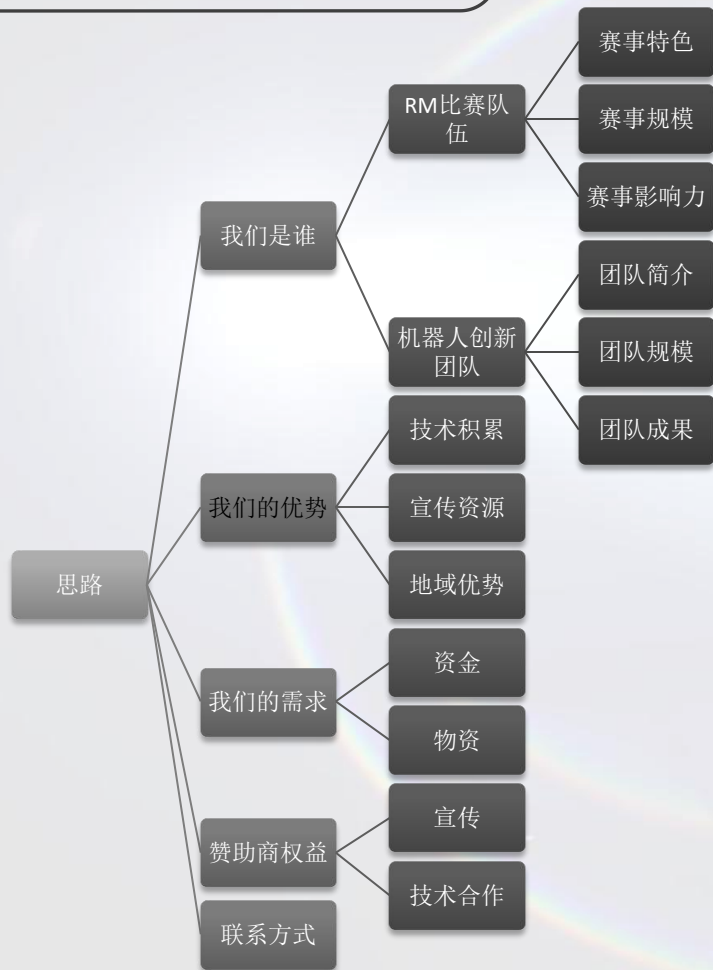 思路
我们是谁
RM比赛队
伍
赛事特色
赛事规模
赛事影响力
机器人创新
团队
团队简介
团队规模
团队成果
我们的优势
技术积累
宣传资源
地域优势
我们的需求
资金
物资
赞助商权益
宣传
技术合作
联系方式